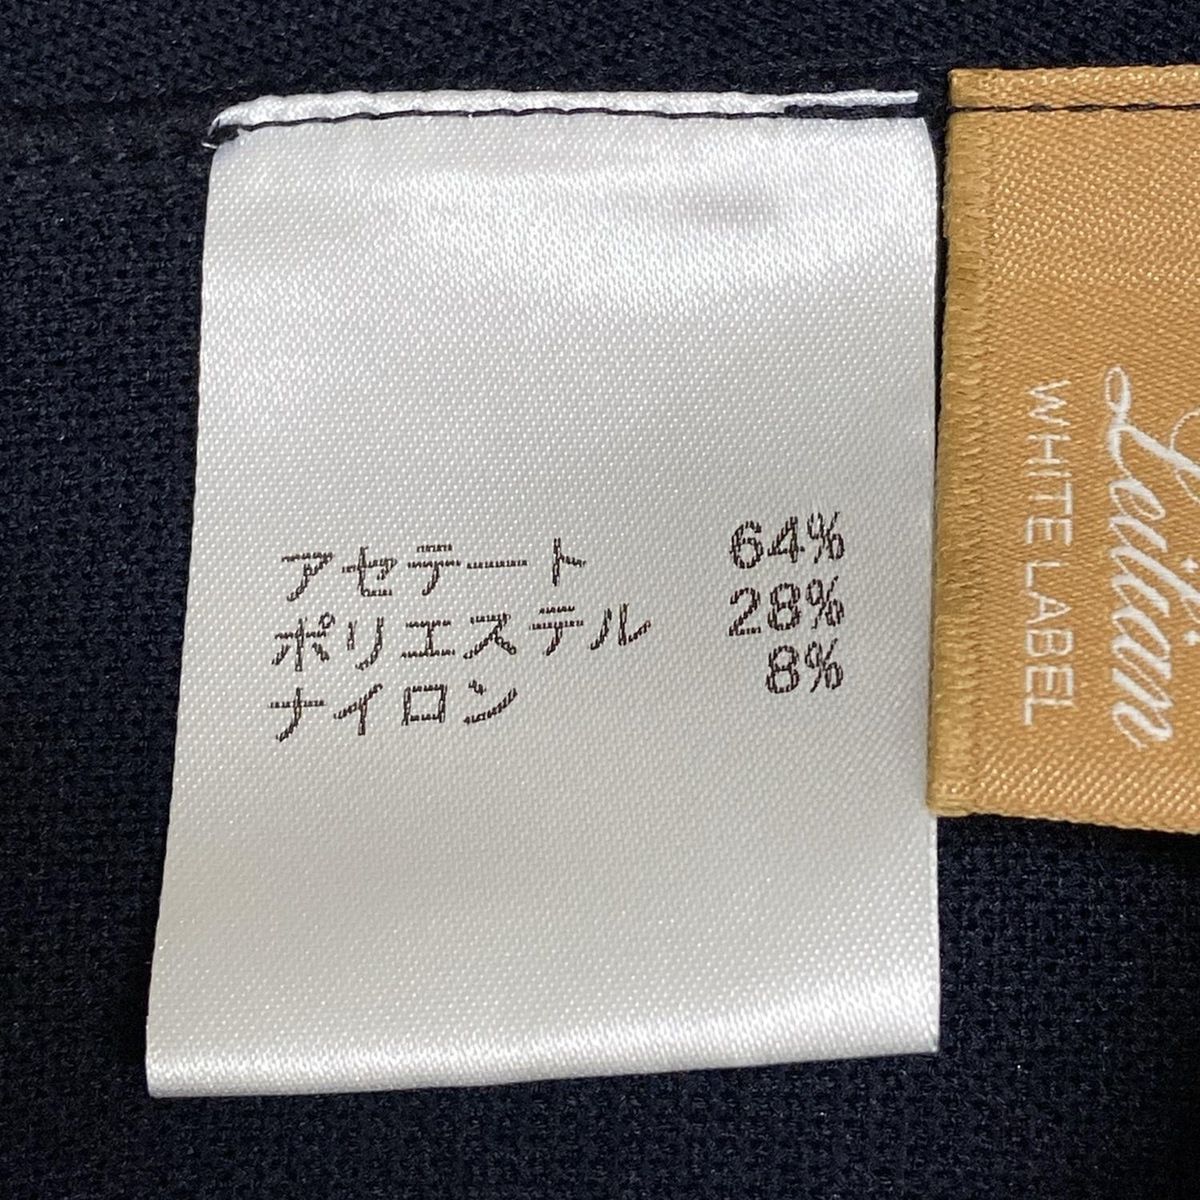 アセテート 64%
ポリエステル 28%
ナイロン 8%
Leilian
WHITE LABEL